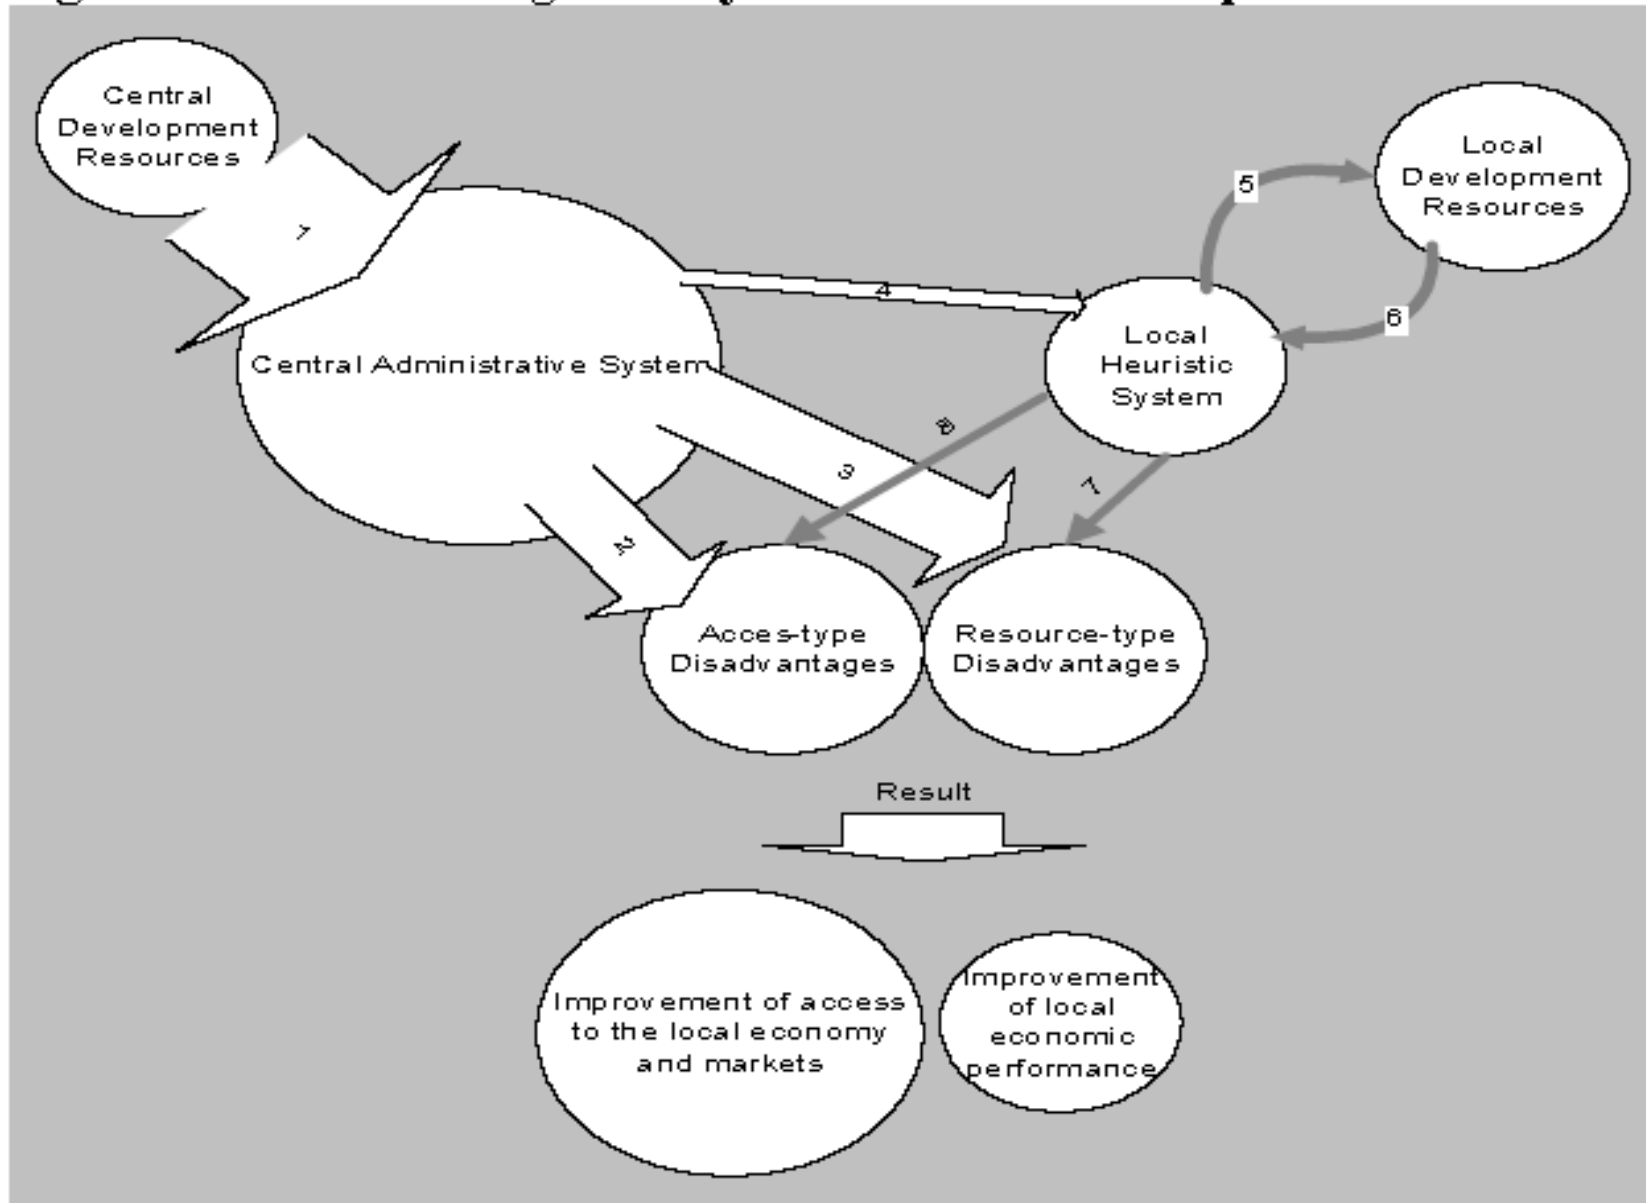 Central
Development
Resources
1
Local
Development
Resources
5
4
6
Central Administrative System
Local
Heuristic
System
8
3
7
2
Acces-type
Disadvantages
Resource-type
Disadvantages
Result
Improvement of access
to the local economy
and markets
Improvement
of local
economic
performance